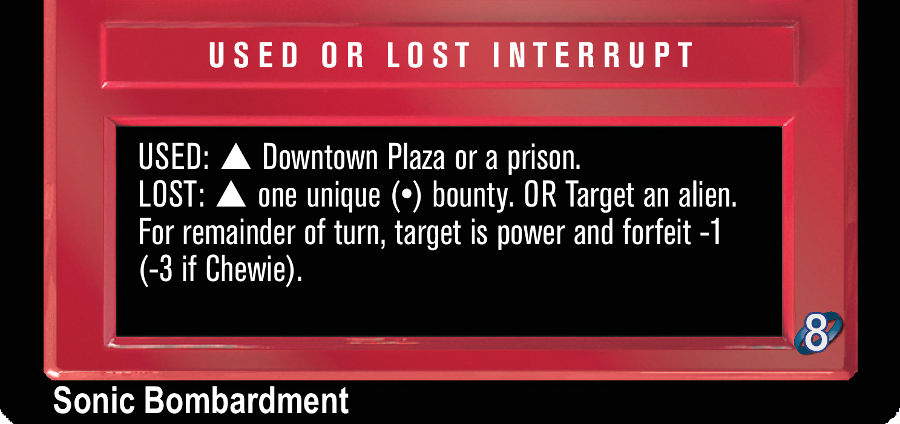 USED OR LOST INTERRUPT
USED: ▲ Downtown Plaza or a prison.
LOST: ▲ one unique (•) bounty. OR Target an alien.
For remainder of turn, target is power and forfeit -1
(-3 if Chewie).
8
Sonic Bombardment